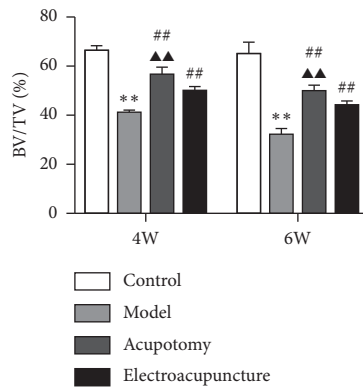 80
60
40
20
0
BV/TV (%)
**
##
▲▲
##
**
##
▲▲
##
4W
6W
Control
Model
Acupotomy
Electroacupuncture